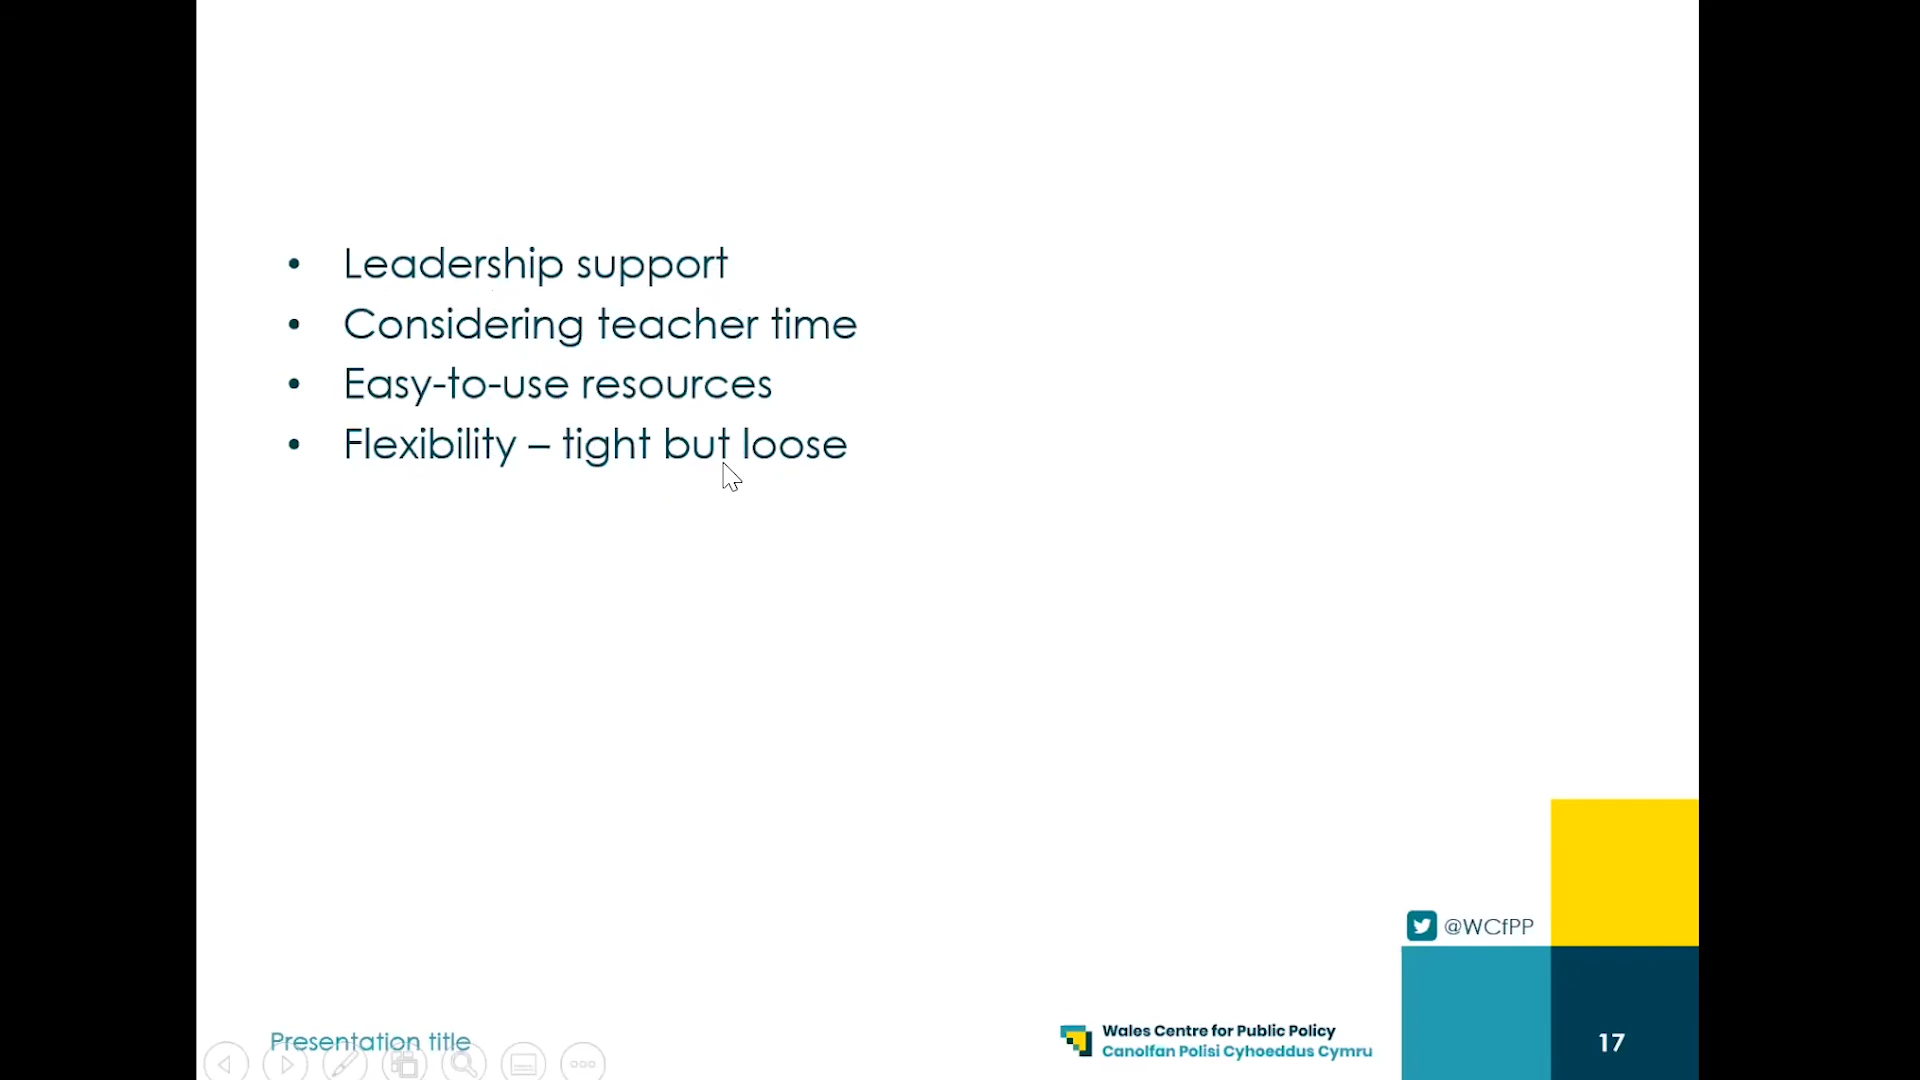 • Leadership support
• Considering teacher time
• Easy-to-use resources
• Flexibility – tight but loose
@WCfPP
Presentation title
Wales Centre for Public Policy
Canolfan Polisi Cyhoeddus Cymru
17